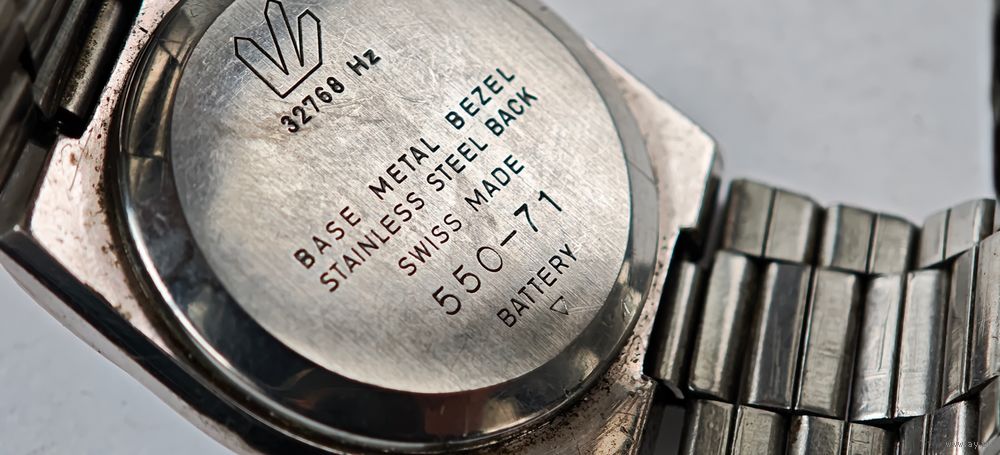 32768 Hz
BASE METAL BEZEL
STAINLESS STEEL BACK
SWISS MADE
550-71
BATTERY